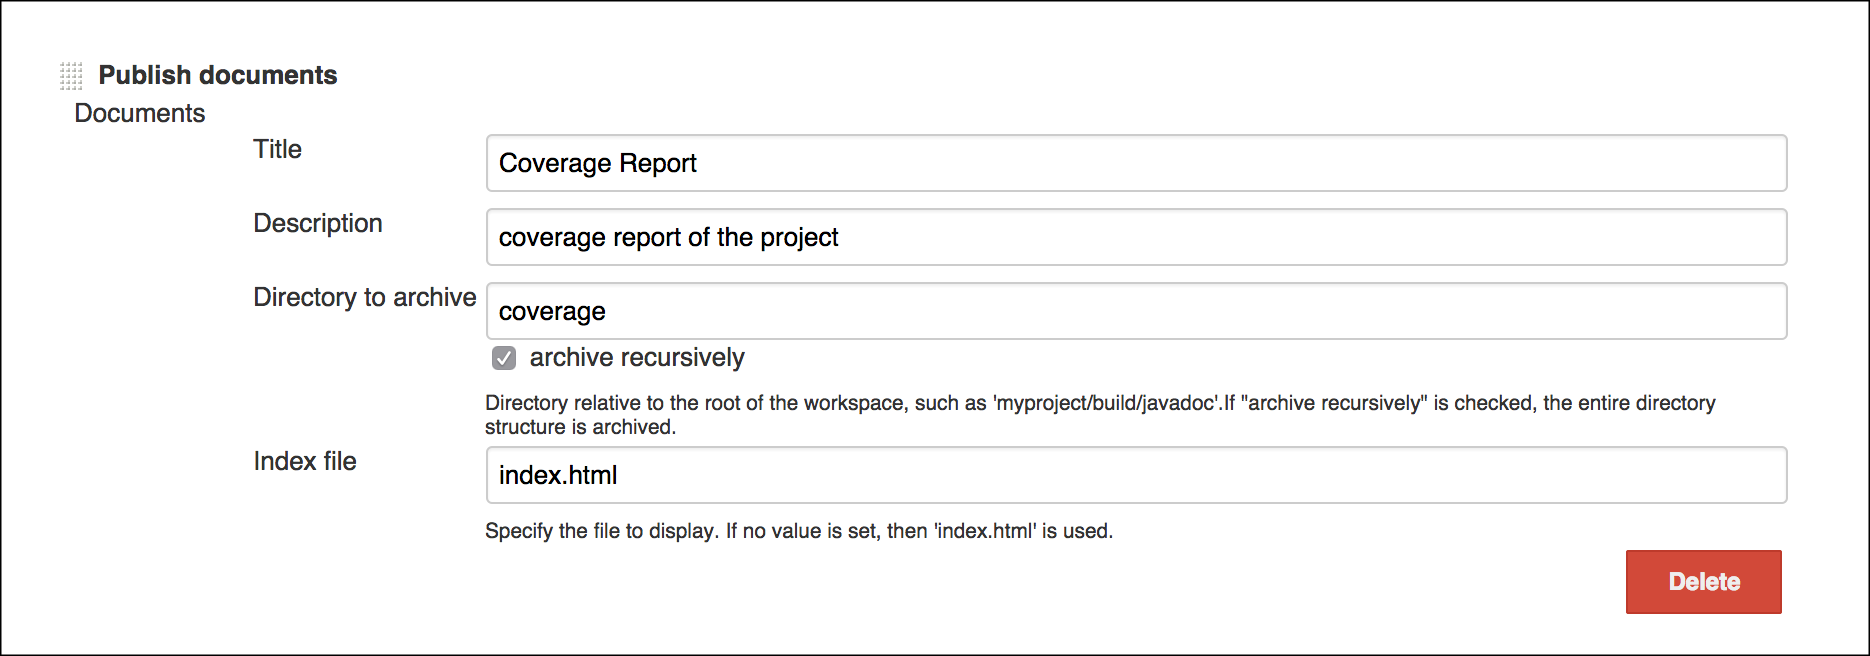 Publish documents
Documents
Title
Coverage Report
Description
coverage report of the project
Directory to archive
coverage
archive recursively
Directory relative to the root of the workspace, such as 'myproject/build/javadoc'.If "archive recursively" is checked, the entire directory
structure is archived.
Index file
index.html
Specify the file to display. If no value is set, then 'index.html' is used.
Delete